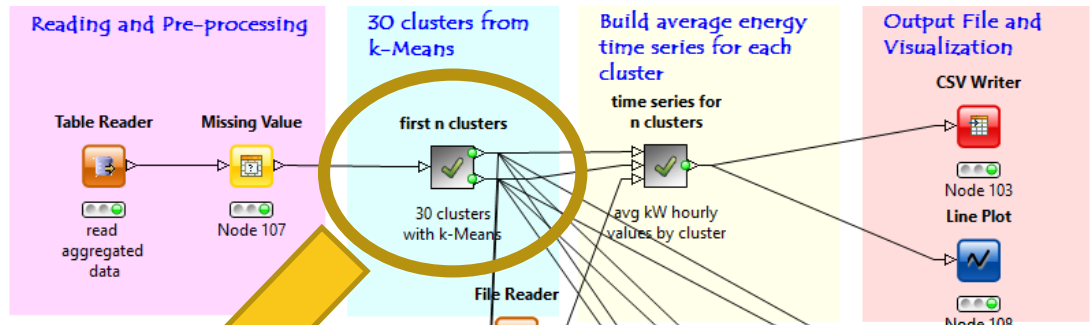 Reading and Pre-processing
30 clusters from
k-Means
Build average energy
time series for each
cluster
Output File and
Visualization
Table Reader
Missing Value
first n clusters
time series for
n clusters
CSV Writer
read
aggregated
data
Node 107
30 clusters
with k-Means
avg kW hourly
values by cluster
Node 103
Line Plot
File Reader
Node 108